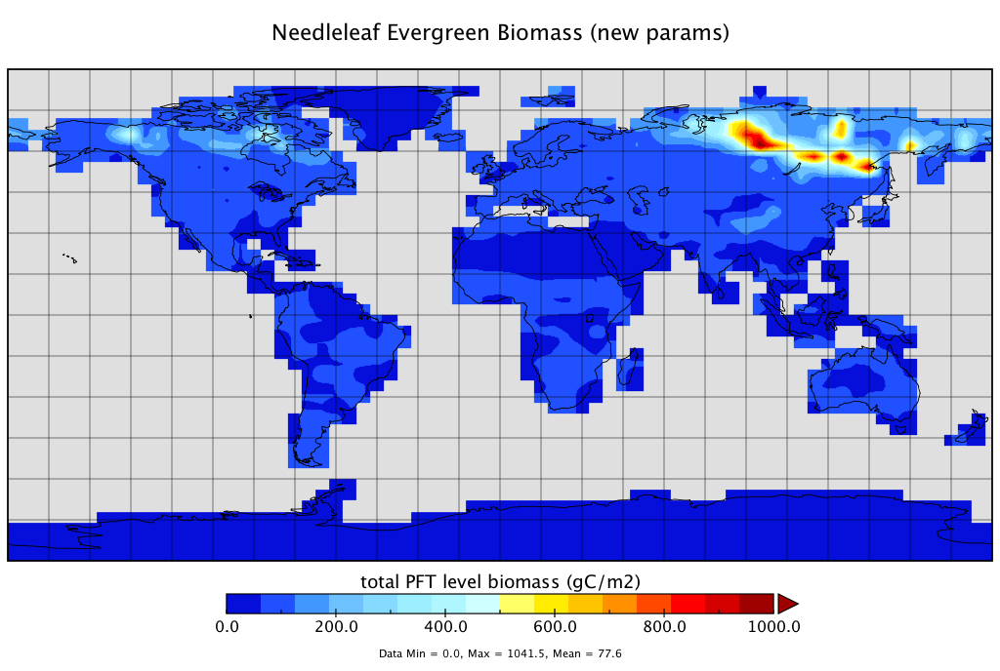 Needleleaf Evergreen Biomass (new params)
total PFT level biomass (gC/m2)
0.0 200.0 400.0 600.0 800.0 1000.0
Data Min = 0.0, Max = 1041.5, Mean = 77.6